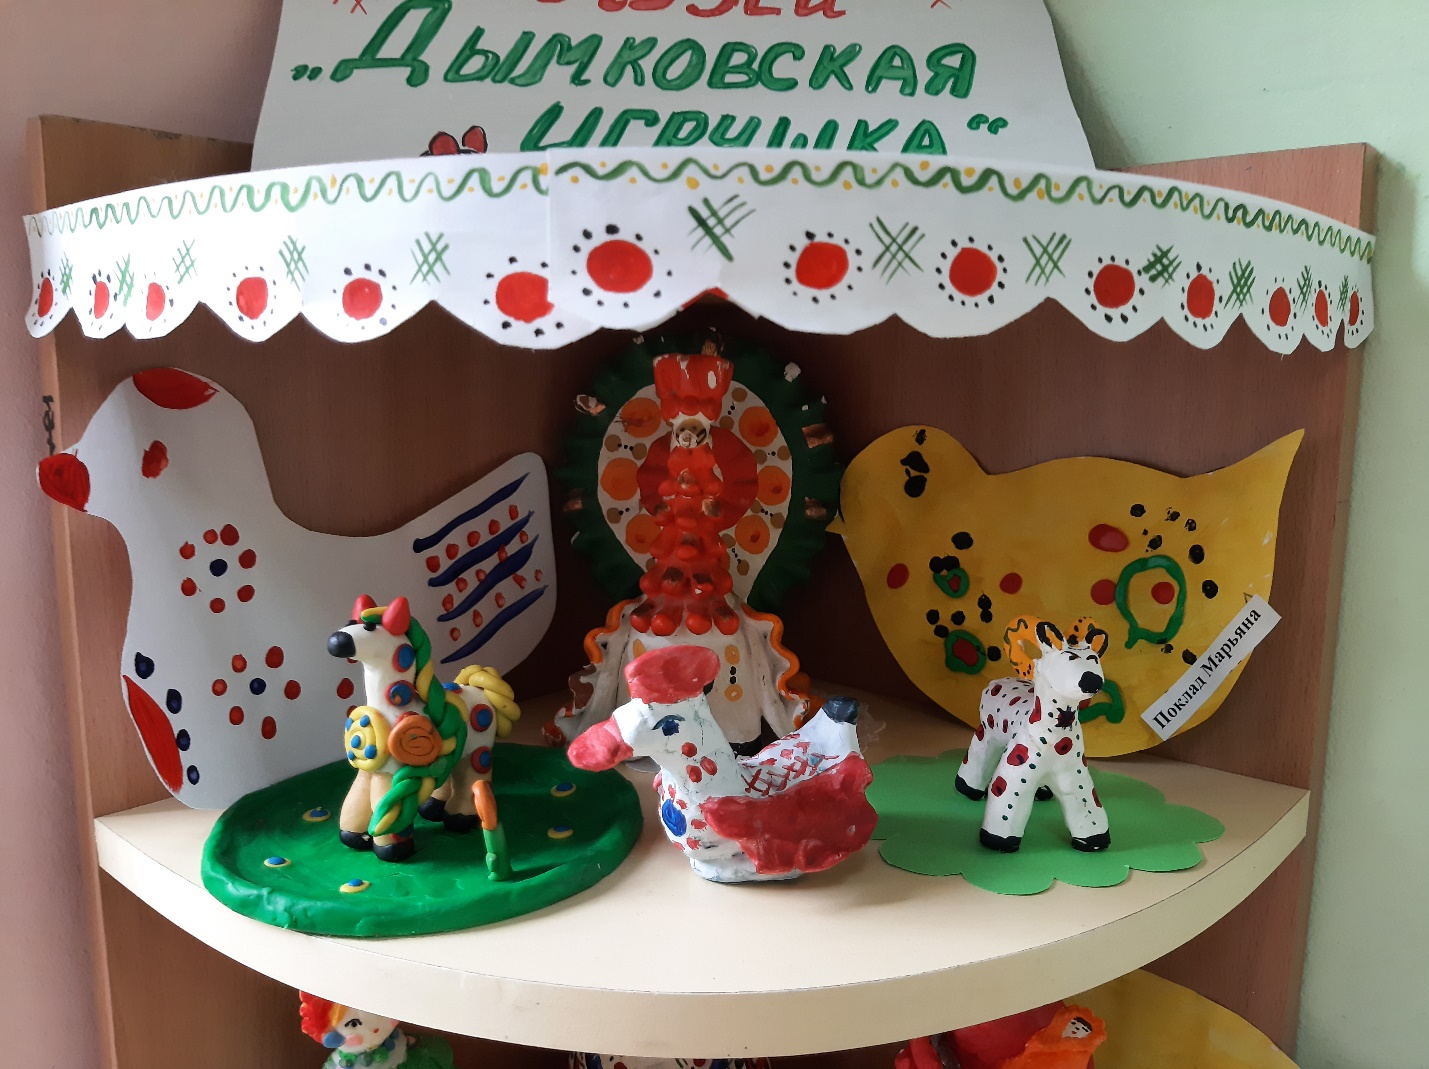 „Дымковская
игрушка“
Поклад Марьяна